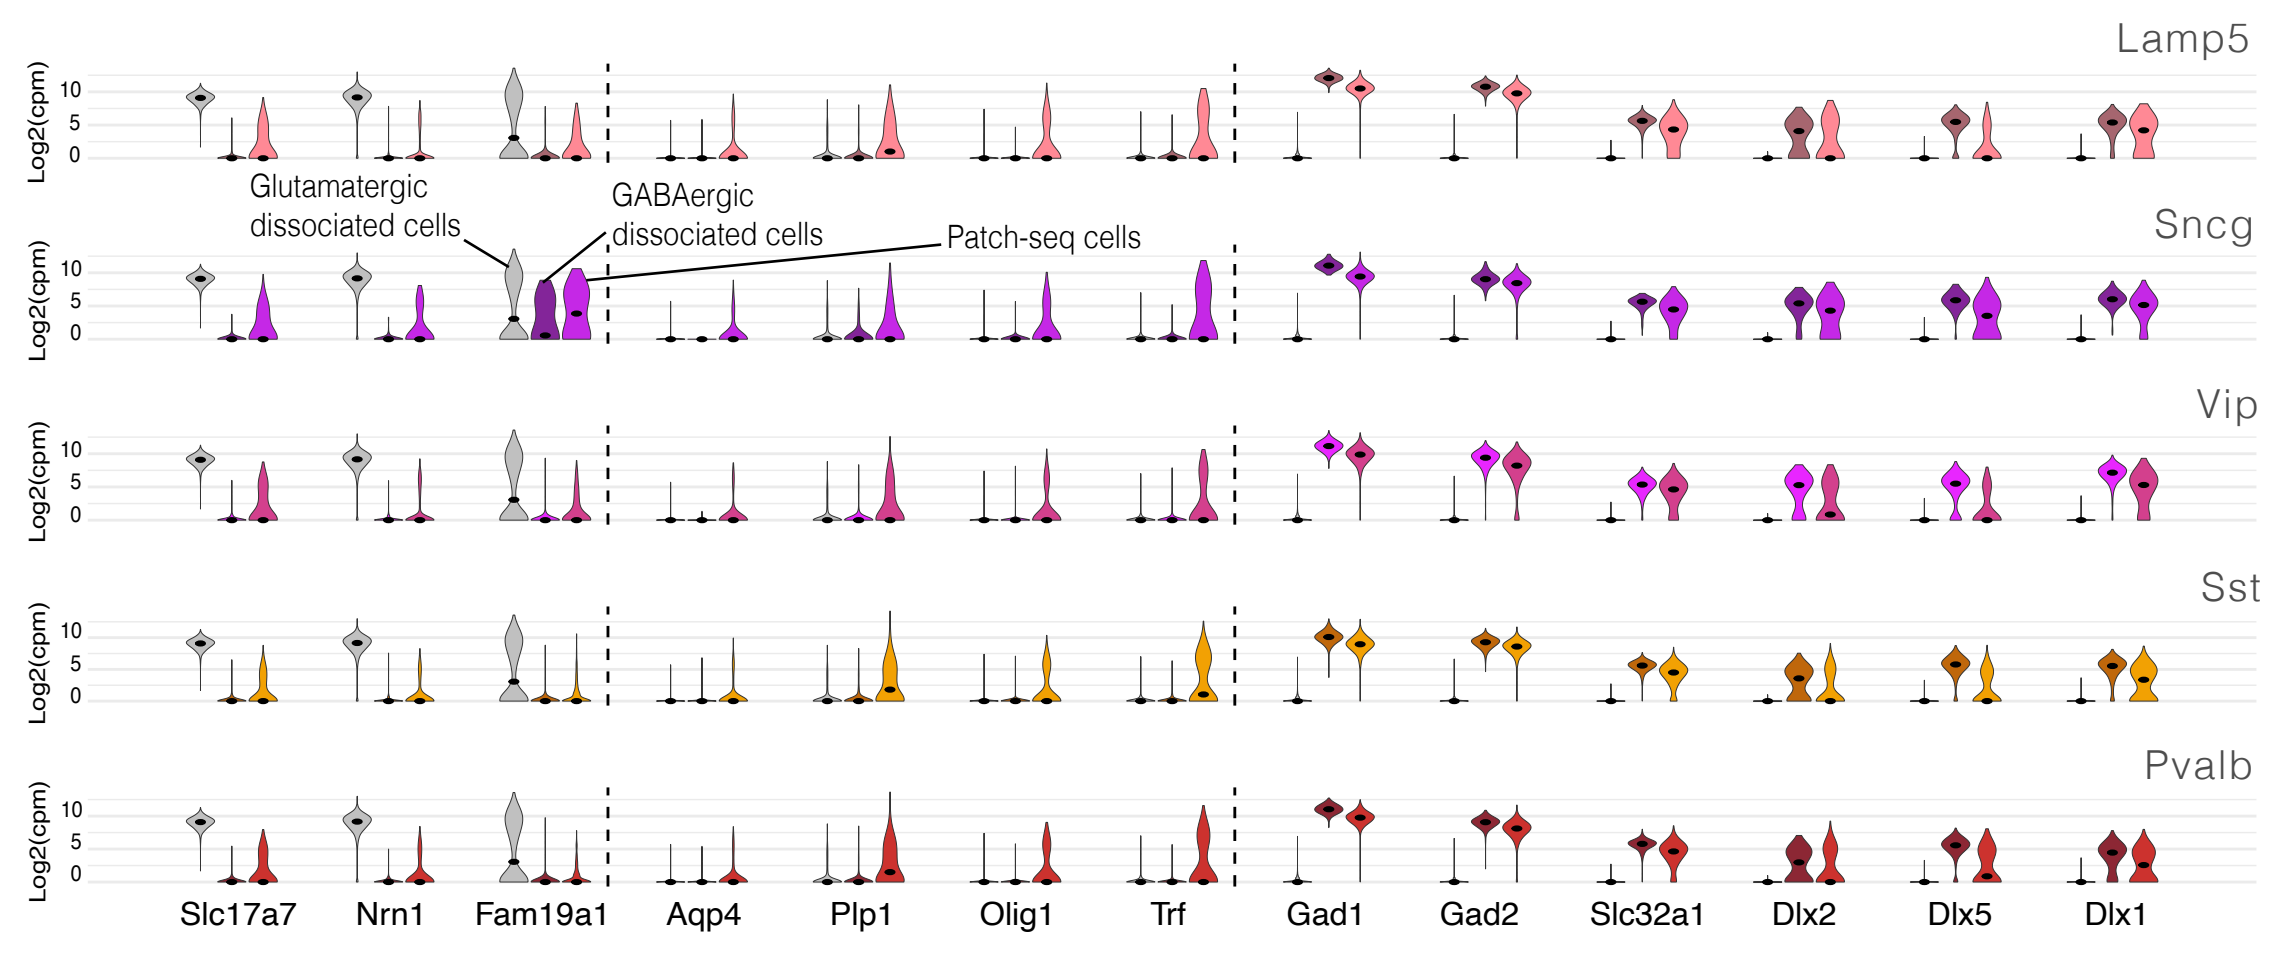 Lamp5
Log2(cpm)
10
5
0
Glutamatergic
dissociated cells
GABAergic
dissociated cells
Patch-seq cells
Sncg
Log2(cpm)
10
5
0
Vip
Log2(cpm)
10
5
0
Sst
Log2(cpm)
10
5
0
Pvalb
Log2(cpm)
10
5
0
Slc17a7 Nrn1 Fam19a1 Aqp4 Plp1 Olig1 Trf Gad1 Gad2 Slc32a1 Dlx2 Dlx5 Dlx1